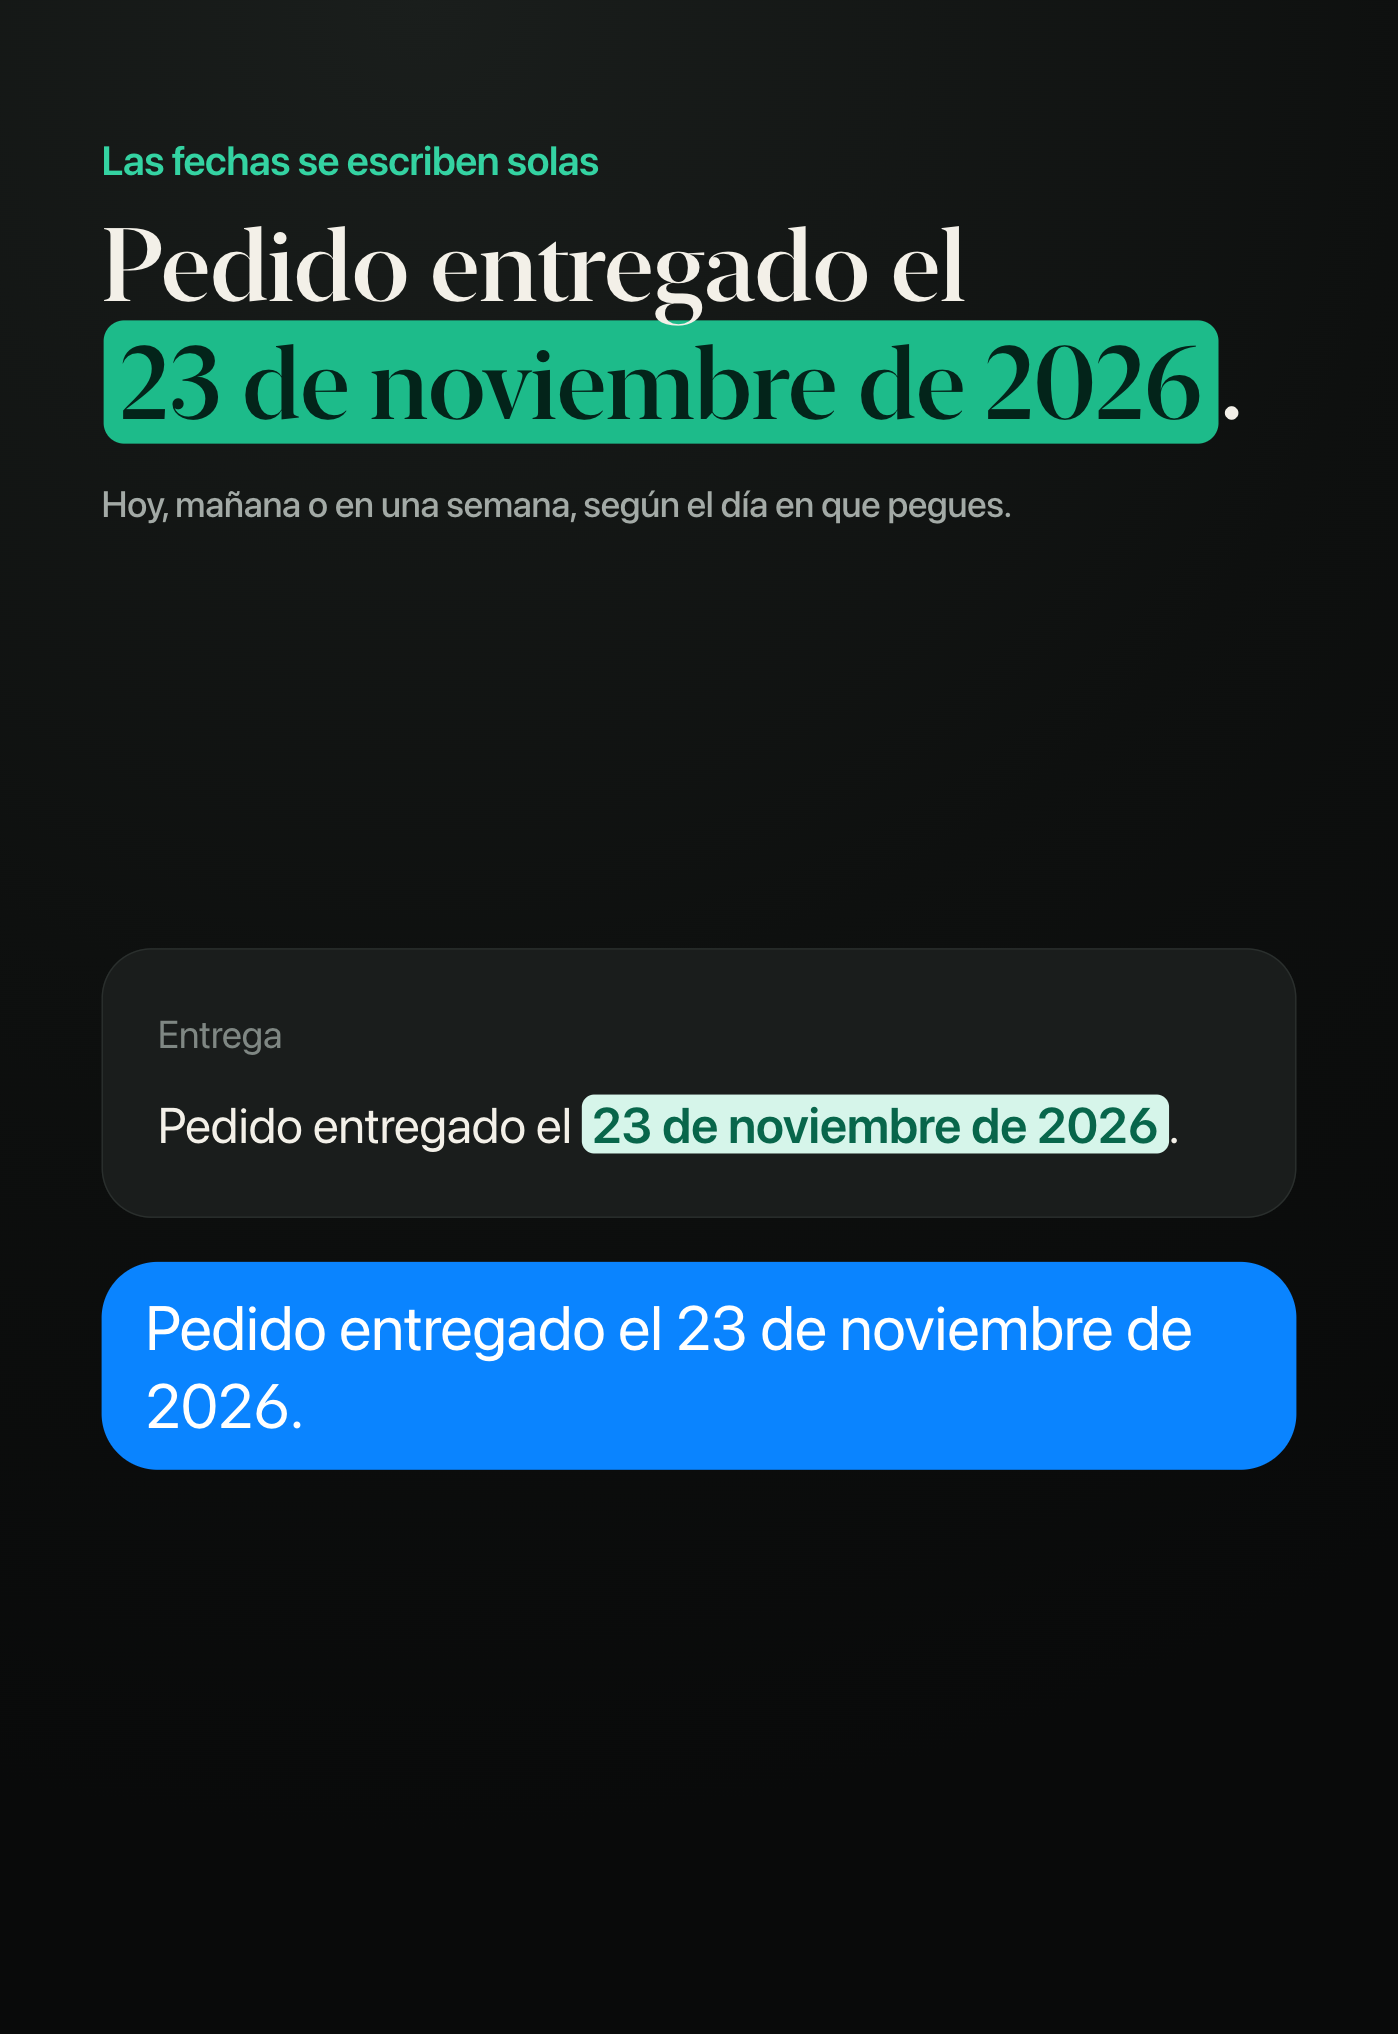 Las fechas se escriben solas
Pedido entregado el
23 de noviembre de 2026.
Hoy, mañana o en una semana, según el día en que pegues.
Entrega
Pedido entregado el 23 de noviembre de 2026.
Pedido entregado el 23 de noviembre de
2026.